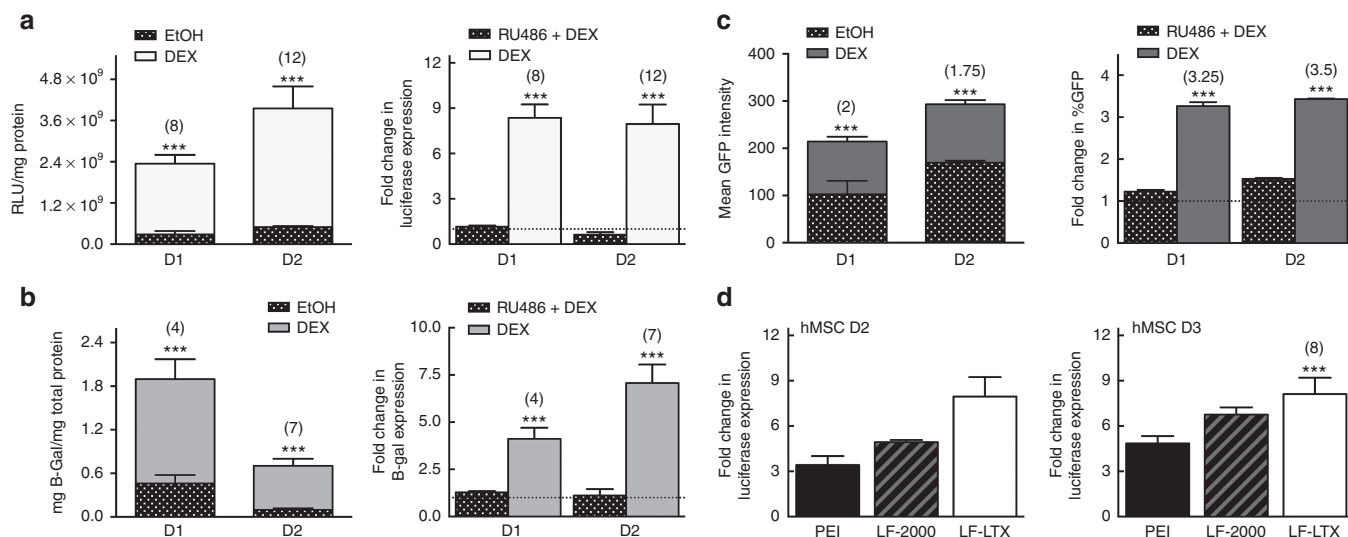 a
EtOH
DEX
RLU/mg protein
4.8 × 10⁹
3.6 × 10⁹
2.4 × 10⁹
1.2 × 10⁹
0.0
(8)
***
(12)
***
D1
D2
RU486 + DEX
DEX
Fold change in
luciferase expression
12
9
6
3
0
(8)
***
(12)
***
D1
D2
b
EtOH
DEX
mg B-Gal/mg total protein
2.4
1.8
1.2
0.6
0.0
(4)
***
(7)
***
D1
D2
RU486 + DEX
DEX
Fold change in
B-gal expression
10.0
7.5
5.0
2.5
0.0
(4)
***
(7)
***
D1
D2
c
EtOH
DEX
Mean GFP intensity
400
300
200
100
0
(2)
***
(1.75)
***
D1
D2
RU486 + DEX
DEX
Fold change in %GFP
4
3
2
1
0
(3.25)
***
(3.5)
***
D1
D2
d
hMSC D2
Fold change in
luciferase expression
12
9
6
3
0
PEI
LF-2000
LF-LTX
hMSC D3
Fold change in
luciferase expression
12
9
6
3
0
(8)
***
PEI
LF-2000
LF-LTX